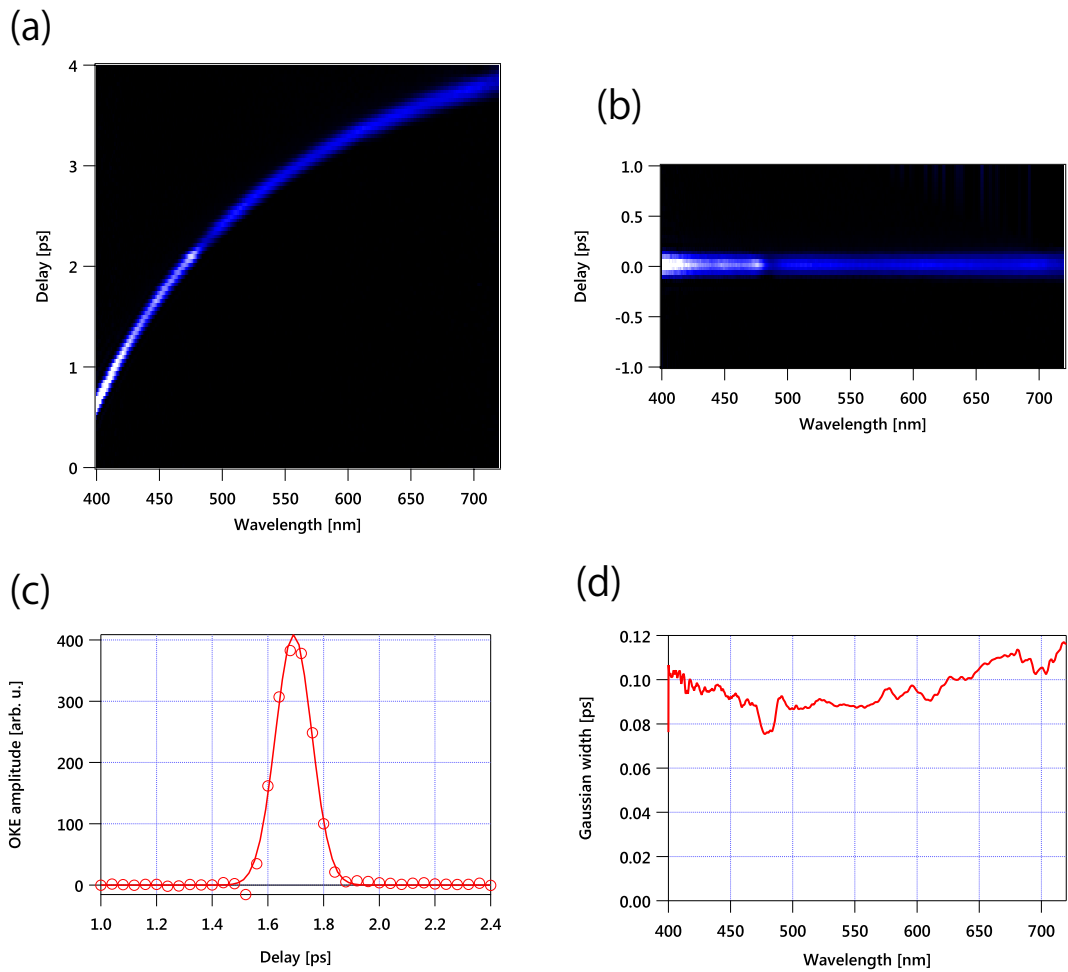 (a)
4
3
2
1
0
Delay [ps]
400 450 500 550 600 650 700
Wavelength [nm]
(b)
1.0
0.5
0.0
-0.5
-1.0
Delay [ps]
400 450 500 550 600 650 700
Wavelength [nm]
(c)
400
300
200
100
0
OKE amplitude [arb. u.]
1.0 1.2 1.4 1.6 1.8 2.0 2.2 2.4
Delay [ps]
(d)
0.12
0.10
0.08
0.06
0.04
0.02
0.00
Gaussian width [ps]
400 450 500 550 600 650 700
Wavelength [nm]